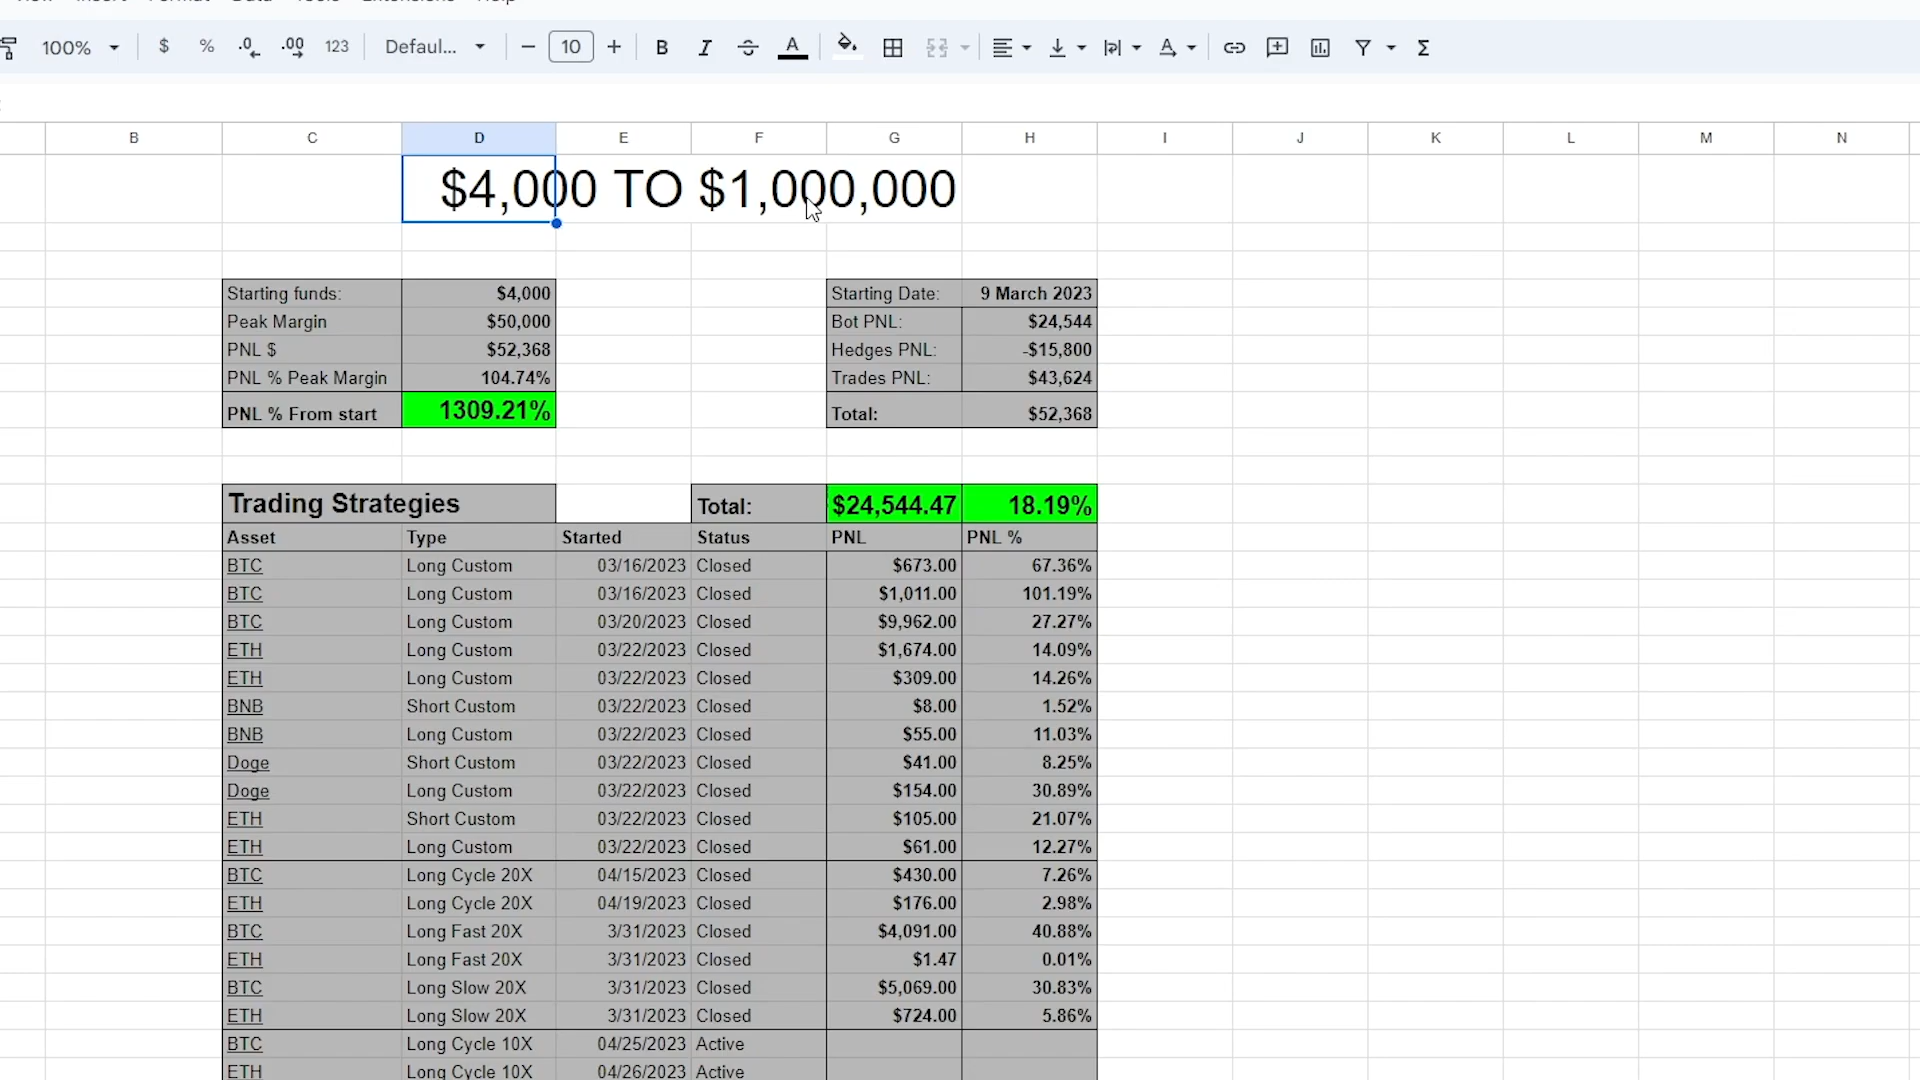 100% $ % .0 .00 123 Defaul... − 10 + B I S A A Σ
B C D E F G H I J K L M N
$4,000 TO $1,000,000
Starting funds: $4,000 Starting Date: 9 March 2023
Peak Margin $50,000 Bot PNL: $24,544
PNL $ $52,368 Hedges PNL: -$15,800
PNL % Peak Margin 104.74% Trades PNL: $43,624
PNL % From start 1309.21% Total: $52,368
Trading Strategies Total: $24,544.47 18.19%
Asset Type Started Status PNL PNL %
BTC Long Custom 03/16/2023 Closed $673.00 67.36%
BTC Long Custom 03/16/2023 Closed $1,011.00 101.19%
BTC Long Custom 03/20/2023 Closed $9,962.00 27.27%
ETH Long Custom 03/22/2023 Closed $1,674.00 14.09%
ETH Long Custom 03/22/2023 Closed $309.00 14.26%
BNB Short Custom 03/22/2023 Closed $8.00 1.52%
BNB Long Custom 03/22/2023 Closed $55.00 11.03%
Doge Short Custom 03/22/2023 Closed $41.00 8.25%
Doge Long Custom 03/22/2023 Closed $154.00 30.89%
ETH Short Custom 03/22/2023 Closed $105.00 21.07%
ETH Long Custom 03/22/2023 Closed $61.00 12.27%
BTC Long Cycle 20X 04/15/2023 Closed $430.00 7.26%
ETH Long Cycle 20X 04/19/2023 Closed $176.00 2.98%
BTC Long Fast 20X 3/31/2023 Closed $4,091.00 40.88%
ETH Long Fast 20X 3/31/2023 Closed $1.47 0.01%
BTC Long Slow 20X 3/31/2023 Closed $5,069.00 30.83%
ETH Long Slow 20X 3/31/2023 Closed $724.00 5.86%
BTC Long Cycle 10X 04/25/2023 Active
ETH Long Cycle 10X 04/26/2023 Active